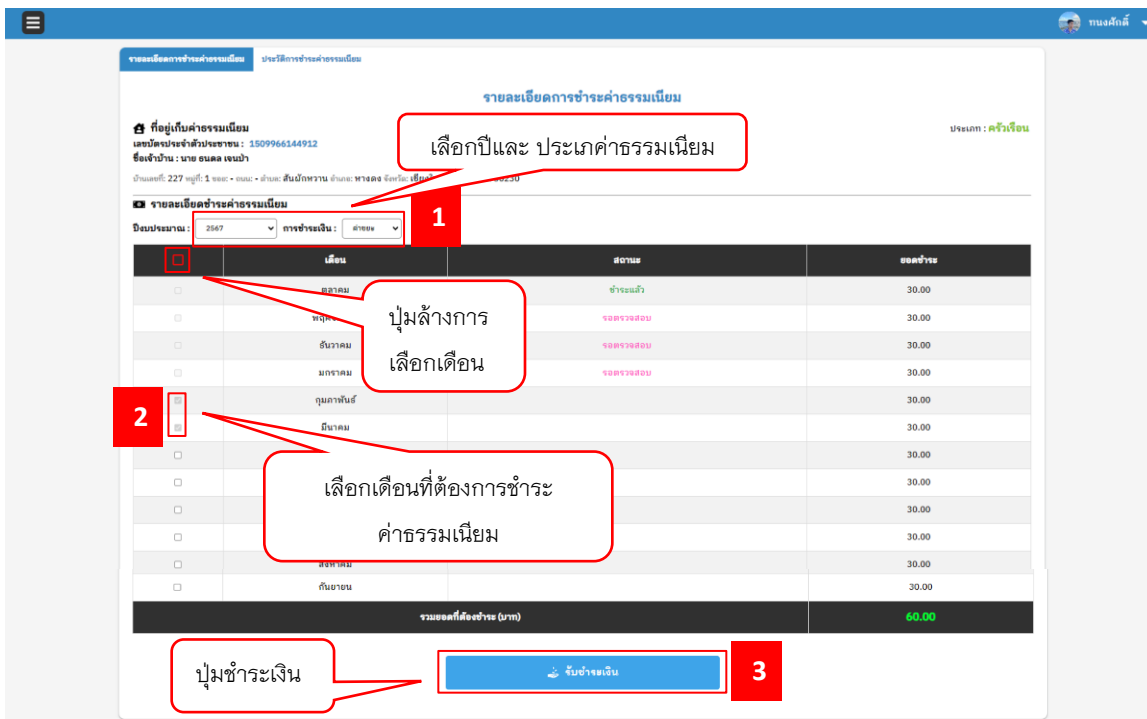 ทนงศักดิ์
รายละเอียดการชำระค่าธรรมเนียม ประวัติการชำระค่าธรรมเนียม
รายละเอียดการชำระค่าธรรมเนียม
ที่อยู่เก็บค่าธรรมเนียม
ประเภท : ครัวเรือน
เลขบัตรประจำตัวประชาชน : 1509966144912
ชื่อเจ้าบ้าน : นาย ธนดล เจนป่า
เลือกปีและ ประเภค่าธรรมเนียม
บ้านเลขที่: 227 หมู่ที่: 1 ซอย: - ถนน: - ตำบล: สันผักหวาน อำเภอ: หางดง จังหวัด:
รายละเอียดชำระค่าธรรมเนียม
1
ปีงบประมาณ : 2567 การชำระเงิน : ค่าขยะ
เดือน สถานะ ยอดชำระ
ตุลาคม ชำระแล้ว 30.00
รอตรวจสอบ 30.00
ธันวาคม รอตรวจสอบ 30.00
มกราคม รอตรวจสอบ 30.00
ปุ่มล้างการ
เลือกเดือน
2
กุมภาพันธ์ 30.00
มีนาคม 30.00
30.00
30.00
30.00
30.00
สิงหาคม 30.00
เลือกเดือนที่ต้องการชำระ
ค่าธรรมเนียม
กันยายน 30.00
รวมยอดที่ต้องชำระ (บาท) 60.00
ปุ่มชำระเงิน
รับชำระเงิน
3